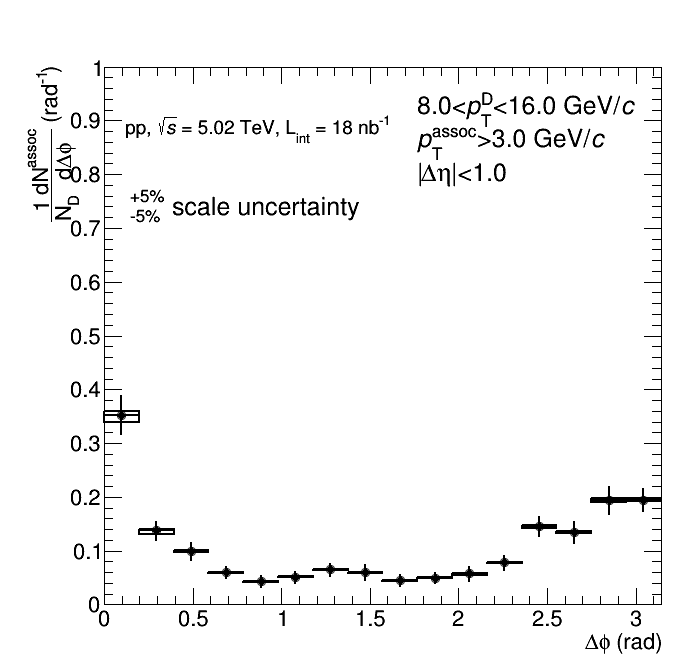 1 dN^assoc
N_D dΔφ (rad^-1)
pp, √s = 5.02 TeV, L_int = 18 nb^-1
8.0<p_T^D<16.0 GeV/c
p_T^assoc>3.0 GeV/c
|Δη|<1.0
+5%
-5% scale uncertainty
1
0.9
0.8
0.7
0.6
0.5
0.4
0.3
0.2
0.1
0
0 0.5 1 1.5 2 2.5 3
Δφ (rad)